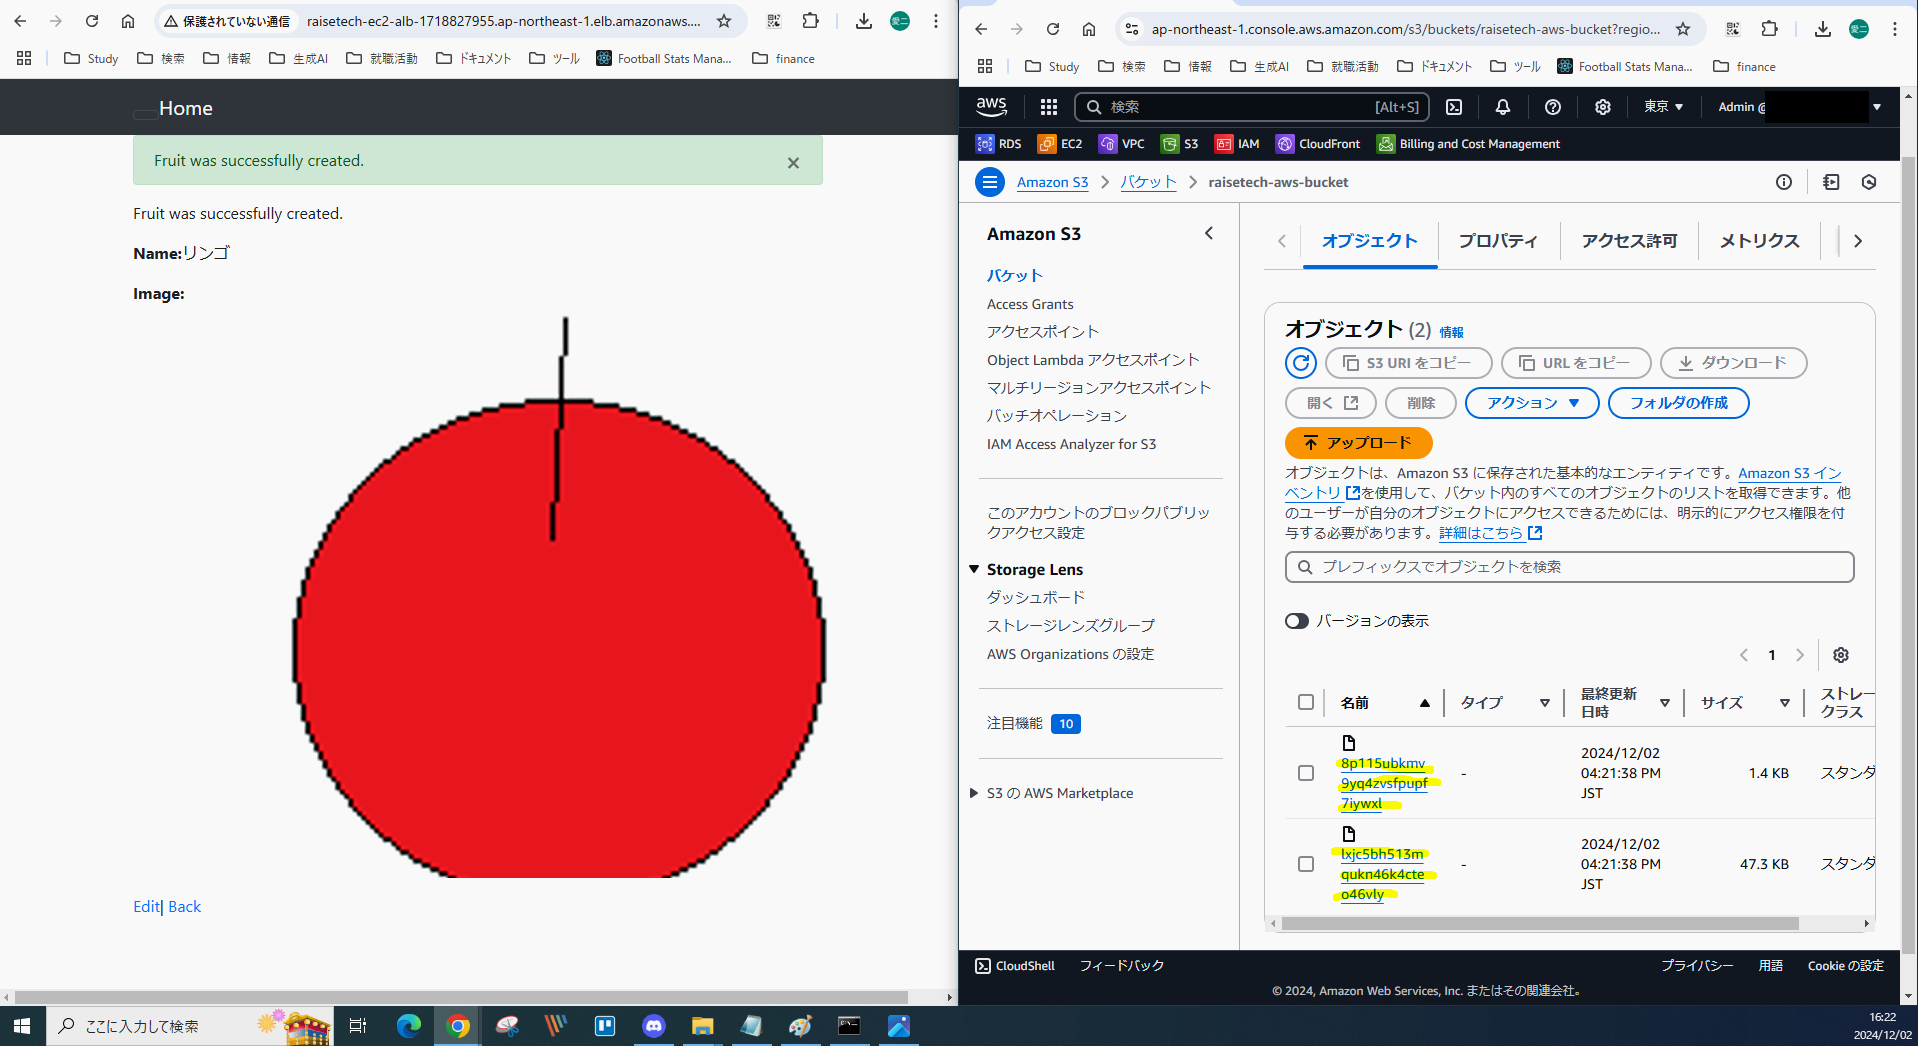 保護されていない通信 raisetech-ec2-alb-1718827955.ap-northeast-1.elb.amazonaws.... 愛二
Study 検索 情報 生成AI 就職活動 ドキュメント ツール Football Stats Mana... finance
Home
Fruit was successfully created. ×
Fruit was successfully created.
Name:リンゴ
Image:
Edit| Back
ap-northeast-1.console.aws.amazon.com/s3/buckets/raisetech-aws-bucket?regio... 愛二
Study 検索 情報 生成AI 就職活動 ドキュメント ツール Football Stats Mana... finance
aws 検索 [Alt+S] 東京 Admin @
RDS EC2 VPC S3 IAM CloudFront Billing and Cost Management
Amazon S3 バケット raisetech-aws-bucket
Amazon S3
バケット
Access Grants
アクセスポイント
Object Lambda アクセスポイント
マルチリージョンアクセスポイント
バッチオペレーション
IAM Access Analyzer for S3
このアカウントのブロックパブリッ
クアクセス設定
Storage Lens
ダッシュボード
ストレージレンズグループ
AWS Organizations の設定
注目機能 10
S3 の AWS Marketplace
オブジェクト プロパティ アクセス許可 メトリクス
オブジェクト (2) 情報
S3 URI をコピー URL をコピー ダウンロード
開く 削除 アクション フォルダの作成
アップロード
オブジェクトは、Amazon S3 に保存された基本的なエンティティです。Amazon S3 イン
ベントリ を使用して、バケット内のすべてのオブジェクトのリストを取得できます。他
のユーザーが自分のオブジェクトにアクセスできるためには、明示的にアクセス権限を付
与する必要があります。詳細はこちら
プレフィックスでオブジェクトを検索
バージョンの表示
1
名前 タイプ 最終更新 サイズ ストレー
日時 クラス
8p115ubkmv
9yq4zvsfpupf
7iywxl
-
2024/12/02
04:21:38 PM
JST
1.4 KB
スタンダ
lxjc5bh513m
qukn46k4cte
o46vly
-
2024/12/02
04:21:38 PM
JST
47.3 KB
スタンダ
CloudShell フィードバック プライバシー 用語 Cookie の設定
© 2024, Amazon Web Services, Inc. またはその関連会社。
ここに入力して検索
16:22
2024/12/02